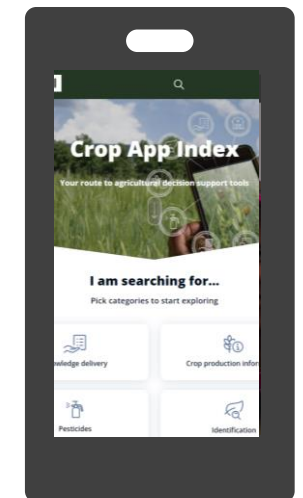 Crop App Index
Your route to agricultural decision support tools
I am searching for...
Pick categories to start exploring
wledge delivery
Crop production infor
Pesticides
Identification